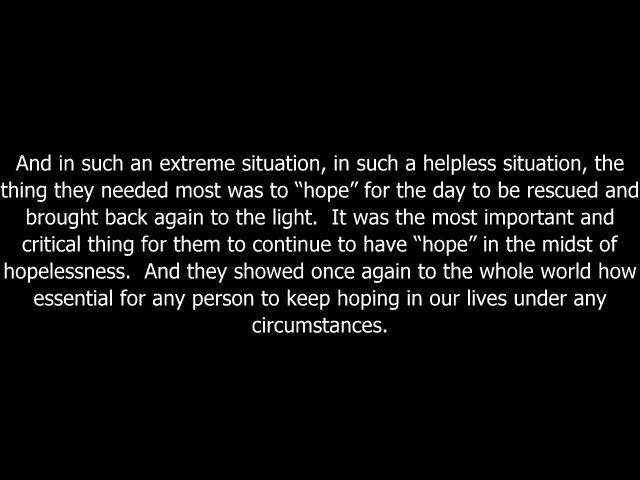 And in such an extreme situation, in such a helpless situation, the
thing they needed most was to “hope” for the day to be rescued and
brought back again to the light.  It was the most important and
critical thing for them to continue to have “hope” in the midst of
hopelessness.  And they showed once again to the whole world how
essential for any person to keep hoping in our lives under any
circumstances.